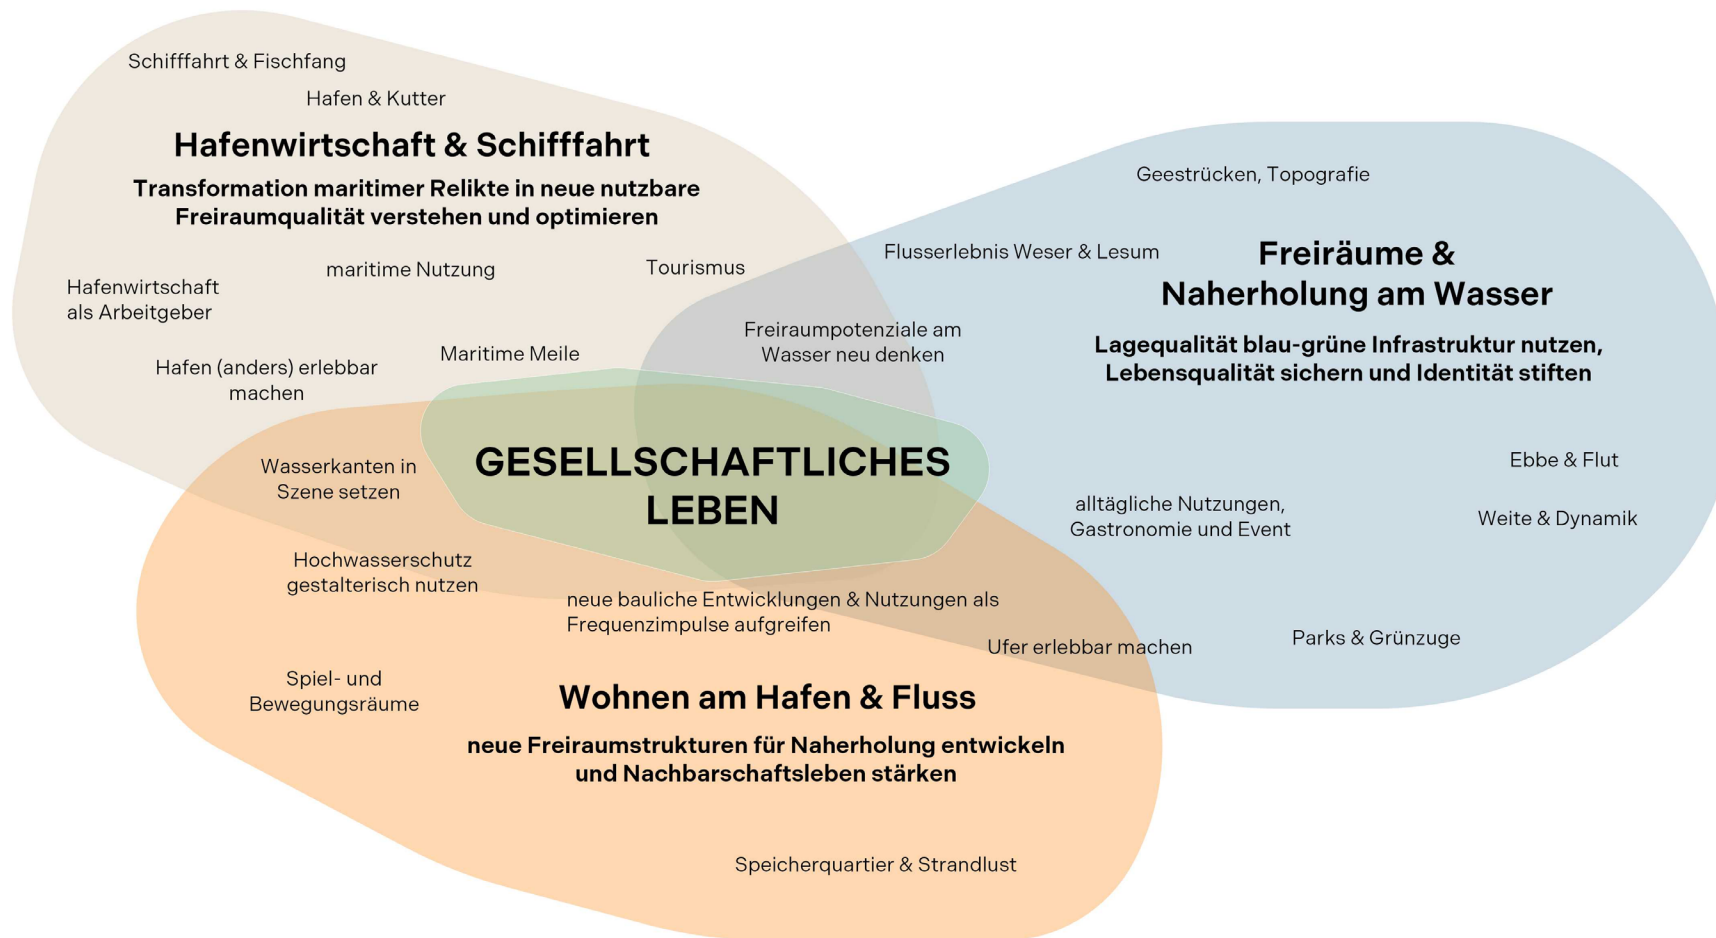 Schifffahrt & Fischfang
Hafen & Kutter
Hafenwirtschaft & Schifffahrt
Transformation maritimer Relikte in neue nutzbare
Freiraumqualität verstehen und optimieren
Hafenwirtschaft
als Arbeitgeber
maritime Nutzung
Tourismus
Hafen (anders) erlebbar
machen
Maritime Meile
Freiraumpotenziale am
Wasser neu denken
Geestrücken, Topografie
Flusserlebnis Weser & Lesum
Freiräume &
Naherholung am Wasser
Lagequalität blau-grüne Infrastruktur nutzen,
Lebensqualität sichern und Identität stiften
Ebbe & Flut
alltägliche Nutzungen,
Gastronomie und Event
Weite & Dynamik
Parks & Grünzuge
GESELLSCHAFTLICHES
LEBEN
Wasserkanten in
Szene setzen
Hochwasserschutz
gestalterisch nutzen
neue bauliche Entwicklungen & Nutzungen als
Frequenzimpulse aufgreifen
Ufer erlebbar machen
Spiel- und
Bewegungsräume
Wohnen am Hafen & Fluss
neue Freiraumstrukturen für Naherholung entwickeln
und Nachbarschaftsleben stärken
Speicherquartier & Strandlust